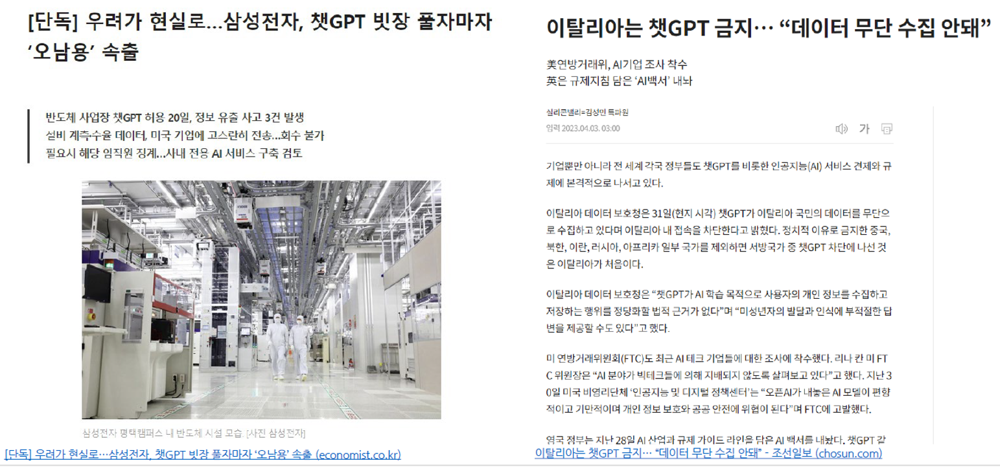 [단독] 우려가 현실로…삼성전자, 챗GPT 빗장 풀자마자
‘오남용’ 속출
반도체 사업장 챗GPT 허용 20일, 정보 유출 사고 3건 발생
설비 계측·수율 데이터, 미국 기업에 고스란히 전송…회수 불가
필요시 해당 임직원 징계…사내 전용 AI 서비스 구축 검토
삼성전자 평택캠퍼스 내 반도체 시설 모습. [사진 삼성전자]
[단독] 우려가 현실로…삼성전자, 챗GPT 빗장 풀자마자 ‘오남용’ 속출 (economist.co.kr)
이탈리아는 챗GPT 금지… “데이터 무단 수집 안돼”
美연방거래위, AI기업 조사 착수
英은 규제지침 담은 ‘AI백서’ 내놔
실리콘밸리=김성민 특파원
입력 2023.04.03. 03:00
가
기업뿐만 아니라 전 세계 각국 정부들도 챗GPT를 비롯한 인공지능(AI) 서비스 견제와 규
제에 본격적으로 나서고 있다.
이탈리아 데이터 보호청은 31일(현지 시각) 챗GPT가 이탈리아 국민의 데이터를 무단으
로 수집하고 있다며 이탈리아 내 접속을 차단한다고 밝혔다. 정치적 이유로 금지한 중국,
북한, 이란, 러시아, 아프리카 일부 국가를 제외하면 서방국가 중 챗GPT 차단에 나선 것
은 이탈리아가 처음이다.
이탈리아 데이터 보호청은 “챗GPT가 AI 학습 목적으로 사용자의 개인 정보를 수집하고
저장하는 행위를 정당화할 법적 근거가 없다”며 “미성년자의 발달과 인식에 부적절한 답
변을 제공할 수도 있다”고 했다.
미 연방거래위원회(FTC)도 최근 AI 테크 기업들에 대한 조사에 착수했다. 리나 칸 미 FT
C 위원장은 “AI 분야가 빅테크들에 의해 지배되지 않도록 살펴보고 있다”고 했다. 지난 3
0일 미국 비영리단체 ‘인공지능 및 디지털 정책센터’는 “오픈AI가 내놓은 AI 모델이 편향
적이고 기만적이며 개인 정보 보호와 공공 안전에 위협이 된다”며 FTC에 고발했다.
영국 정부는 지난 28일 AI 산업과 규제 가이드 라인을 담은 AI 백서를 내놨다. 챗GPT 같
이탈리아는 챗GPT 금지… “데이터 무단 수집 안돼” - 조선일보 (chosun.com)